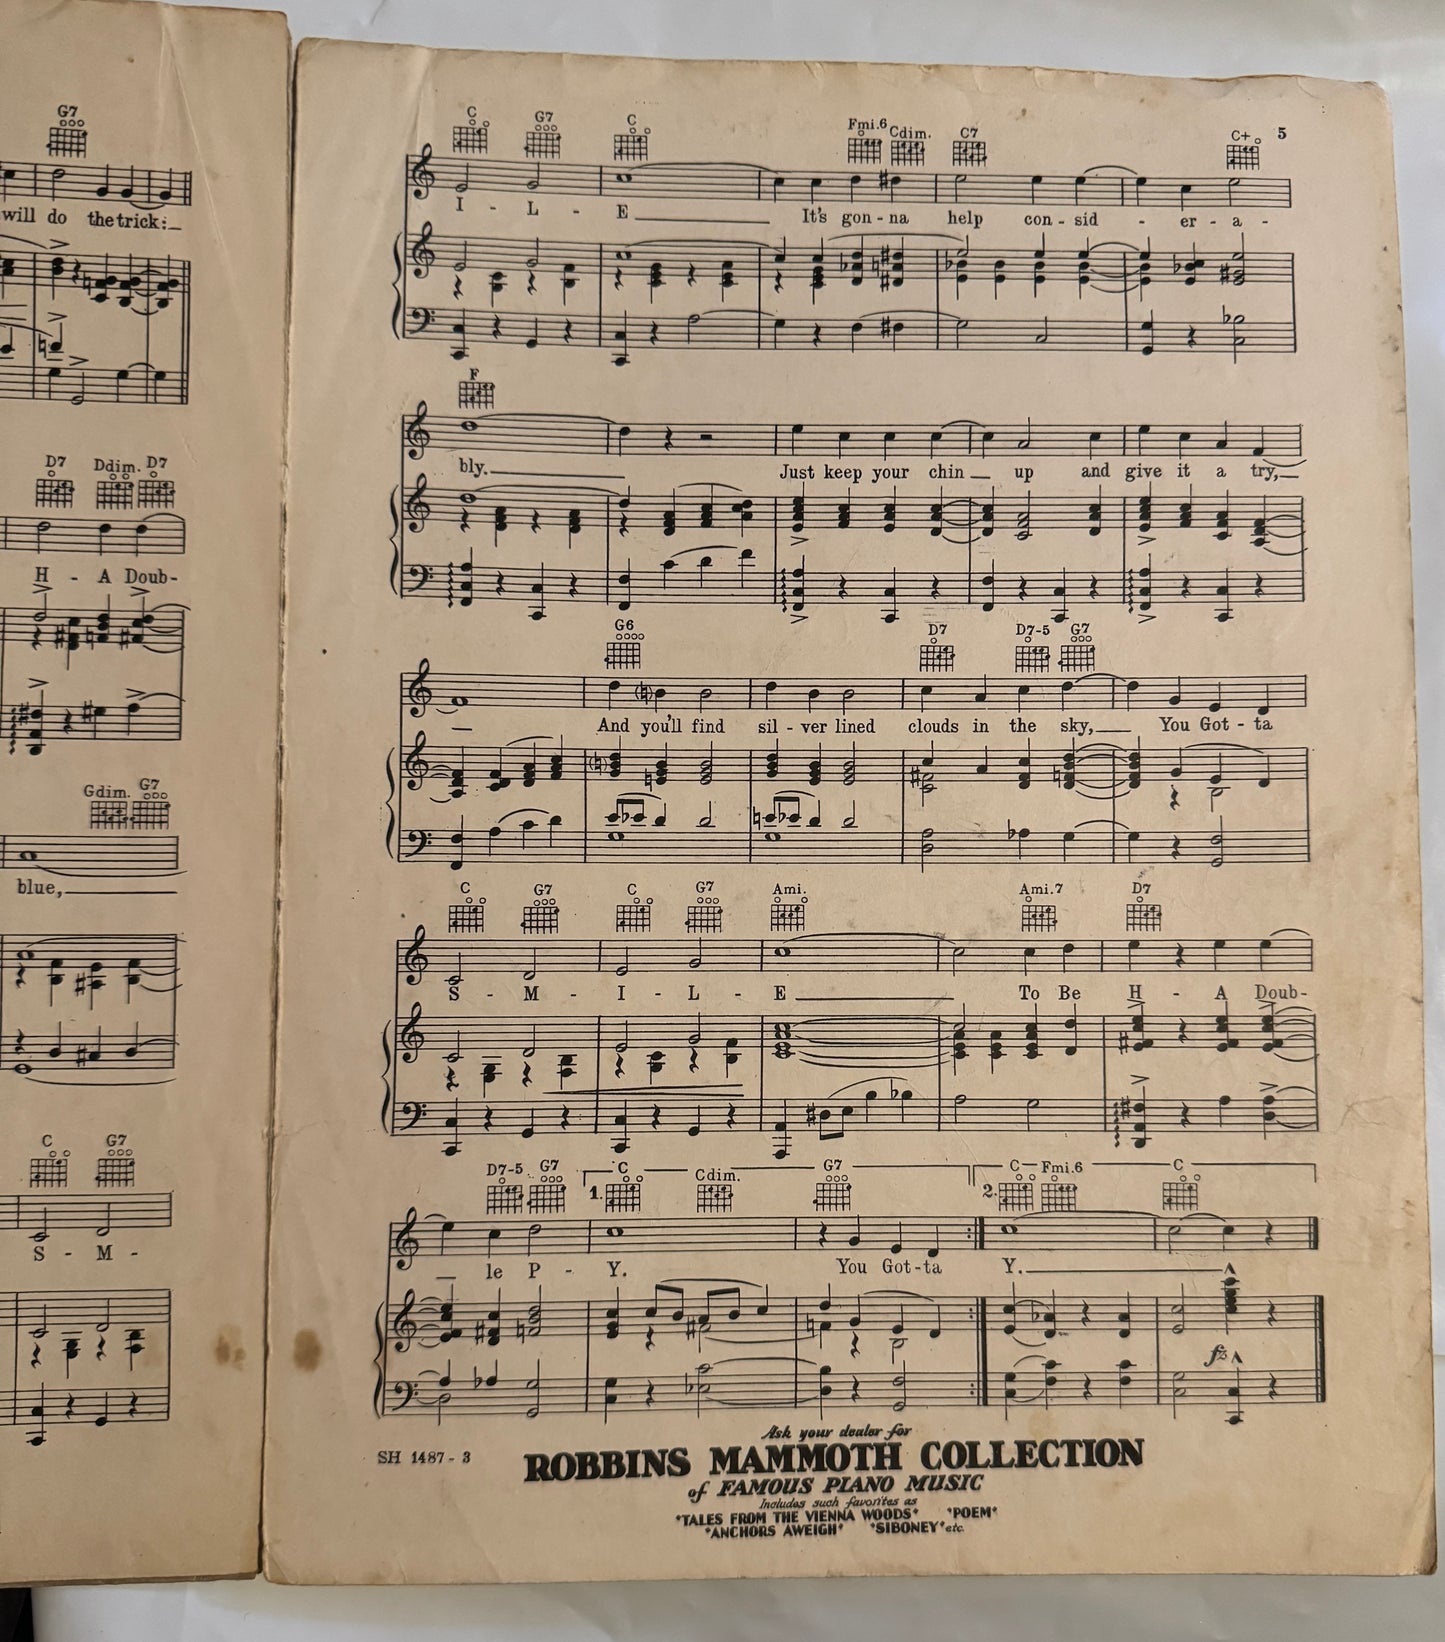 G7
will do the trick:
D7 Ddim. D7
H - A Doub-
Gdim. G7
blue,
C G7
S - M -
5
C G7 C Fmi.6 Cdim. C7 C+
I - L - E It's gon - na help con - sid - er - a -
F
bly. Just keep your chin up and give it a try,
G6 D7 D7-5 G7
And you'll find sil - ver lined clouds in the sky, You Got - ta
C G7 C G7 Ami. Ami.7 D7
S - M - I - L - E To Be H - A Doub-
D7-5 G7 1. C Cdim. G7 2. C Fmi.6 C
le P - Y. You Got-ta Y.
fz
SH 1487 - 3
Ask your dealer for
ROBBINS MAMMOTH COLLECTION
of FAMOUS PIANO MUSIC
Includes such favorites as
"TALES FROM THE VIENNA WOODS" "POEM"
"ANCHORS AWEIGH" "SIBONEY" etc.